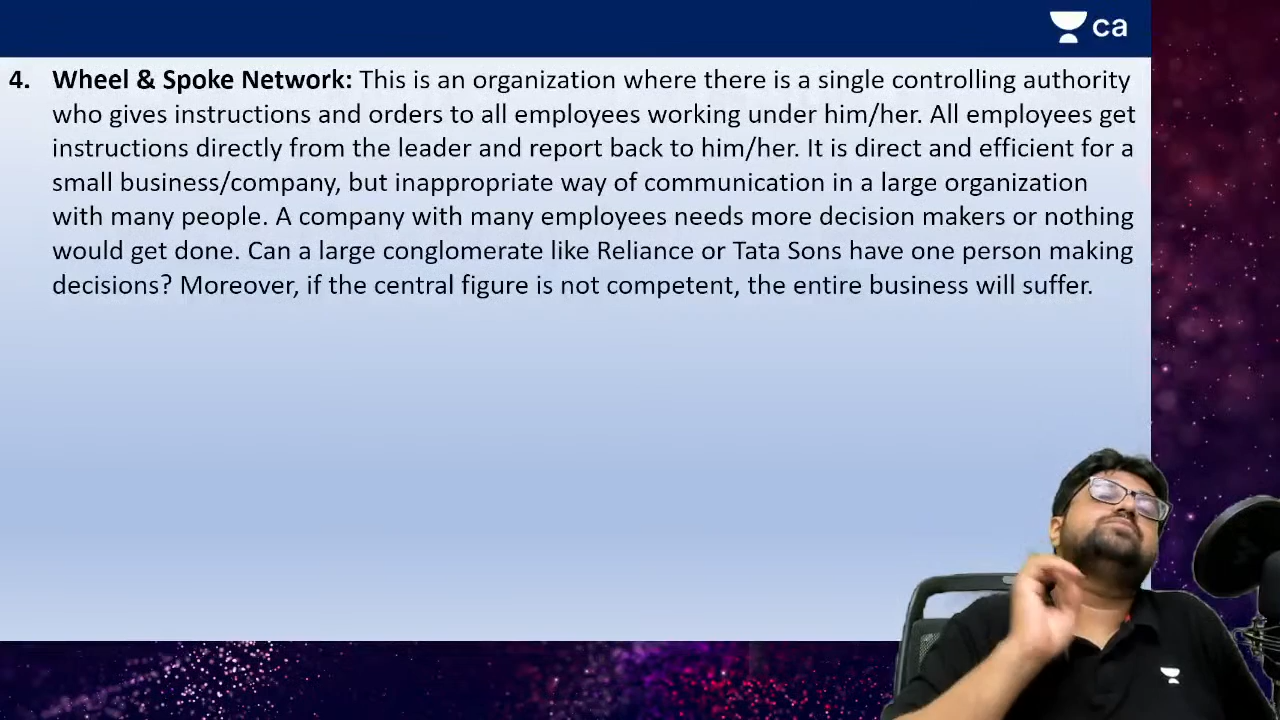 ca
4. Wheel & Spoke Network: This is an organization where there is a single controlling authority
who gives instructions and orders to all employees working under him/her. All employees get
instructions directly from the leader and report back to him/her. It is direct and efficient for a
small business/company, but inappropriate way of communication in a large organization
with many people. A company with many employees needs more decision makers or nothing
would get done. Can a large conglomerate like Reliance or Tata Sons have one person making
decisions? Moreover, if the central figure is not competent, the entire business will suffer.